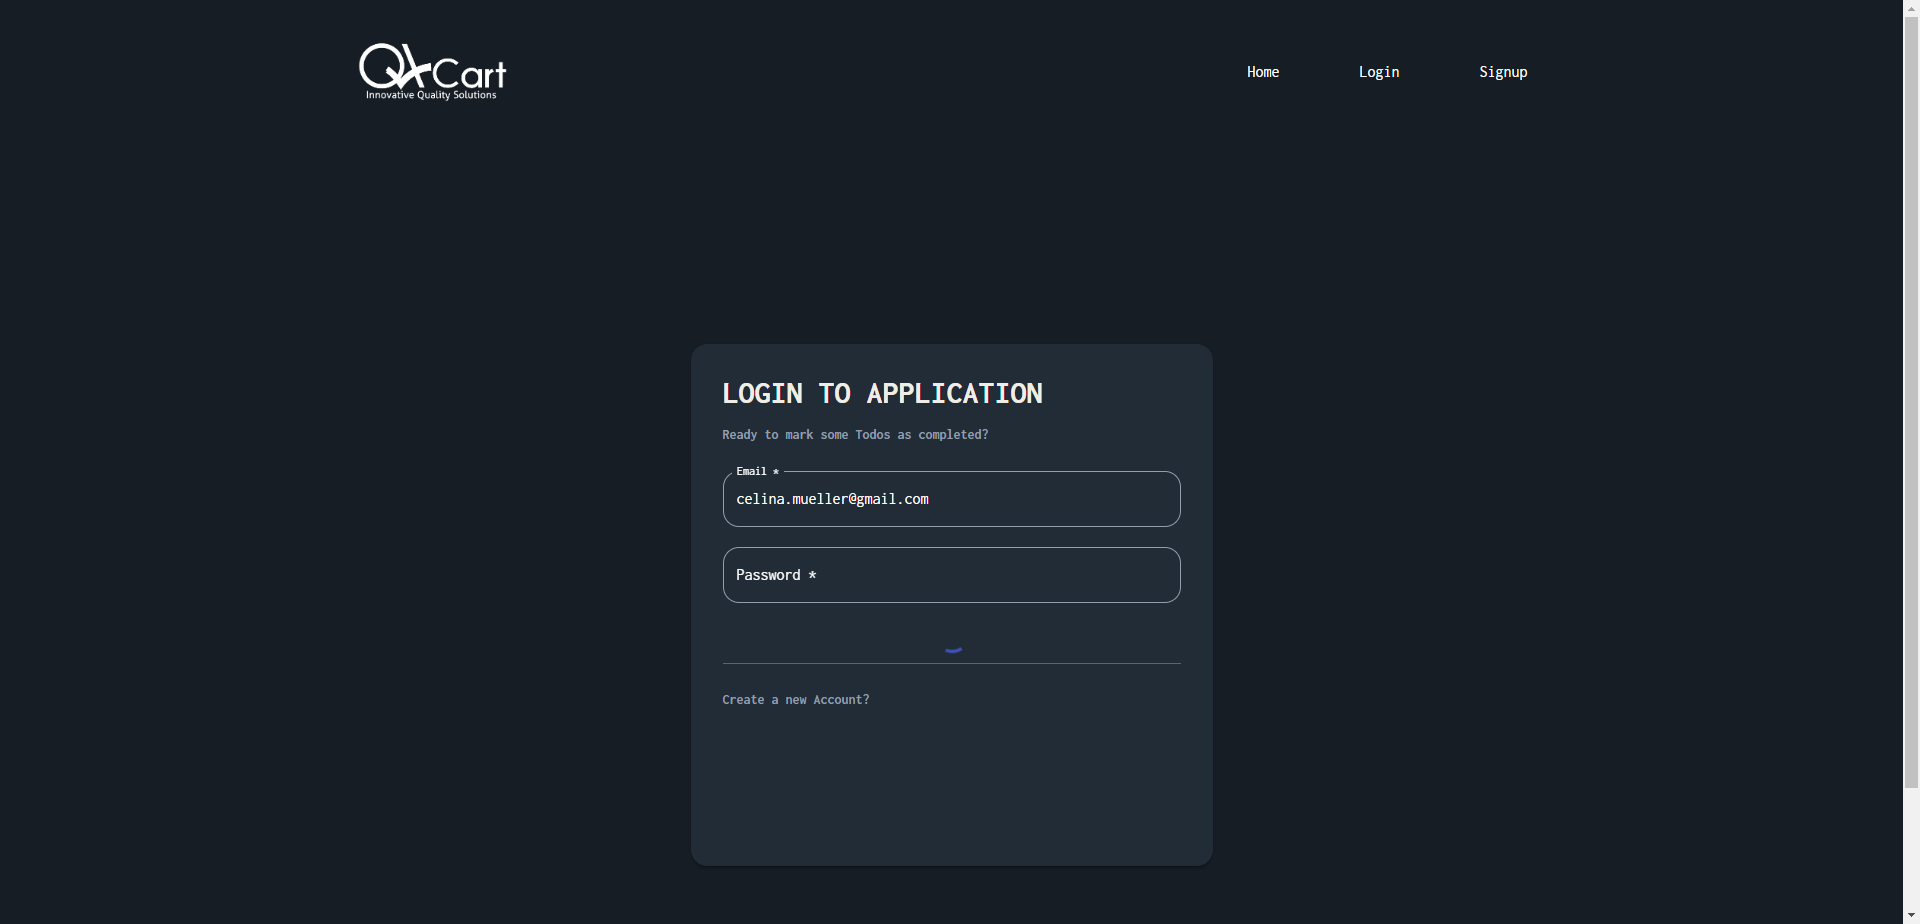 QACart
Innovative Quality Solutions
Home
Login
Signup
LOGIN TO APPLICATION
Ready to mark some Todos as completed?
Email *
celina.mueller@gmail.com
Password *
Create a new Account?